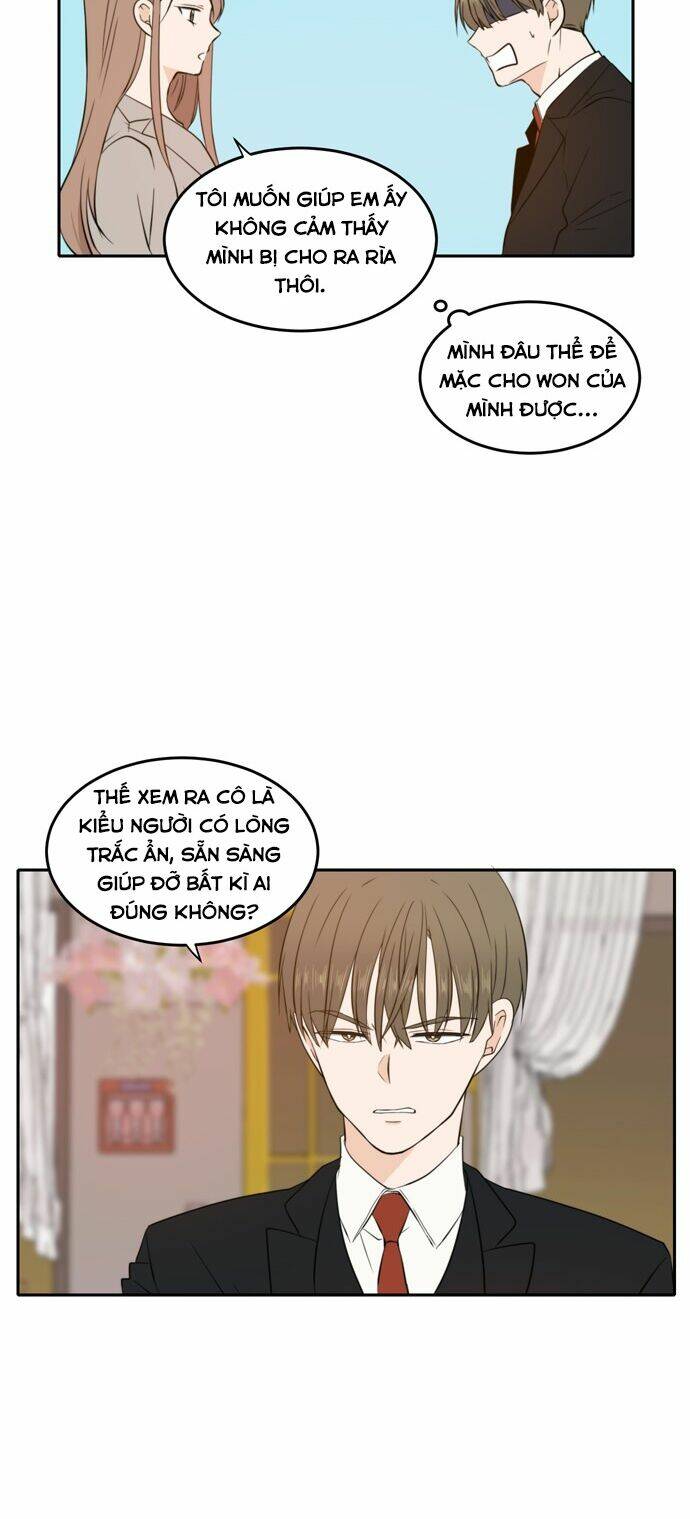 TÔI MUỐN GIÚP EM ẤY
KHÔNG CẢM THẤY
MÌNH BỊ CHO RA RÌA
THÔI.
MÌNH ĐÂU THỂ ĐỂ
MẶC CHO WON CỦA
MÌNH ĐƯỢC...
THẾ XEM RA CÔ LÀ
KIỂU NGƯỜI CÓ LÒNG
TRẮC ẨN, SẴN SÀNG
GIÚP ĐỠ BẤT KÌ AI
ĐÚNG KHÔNG?